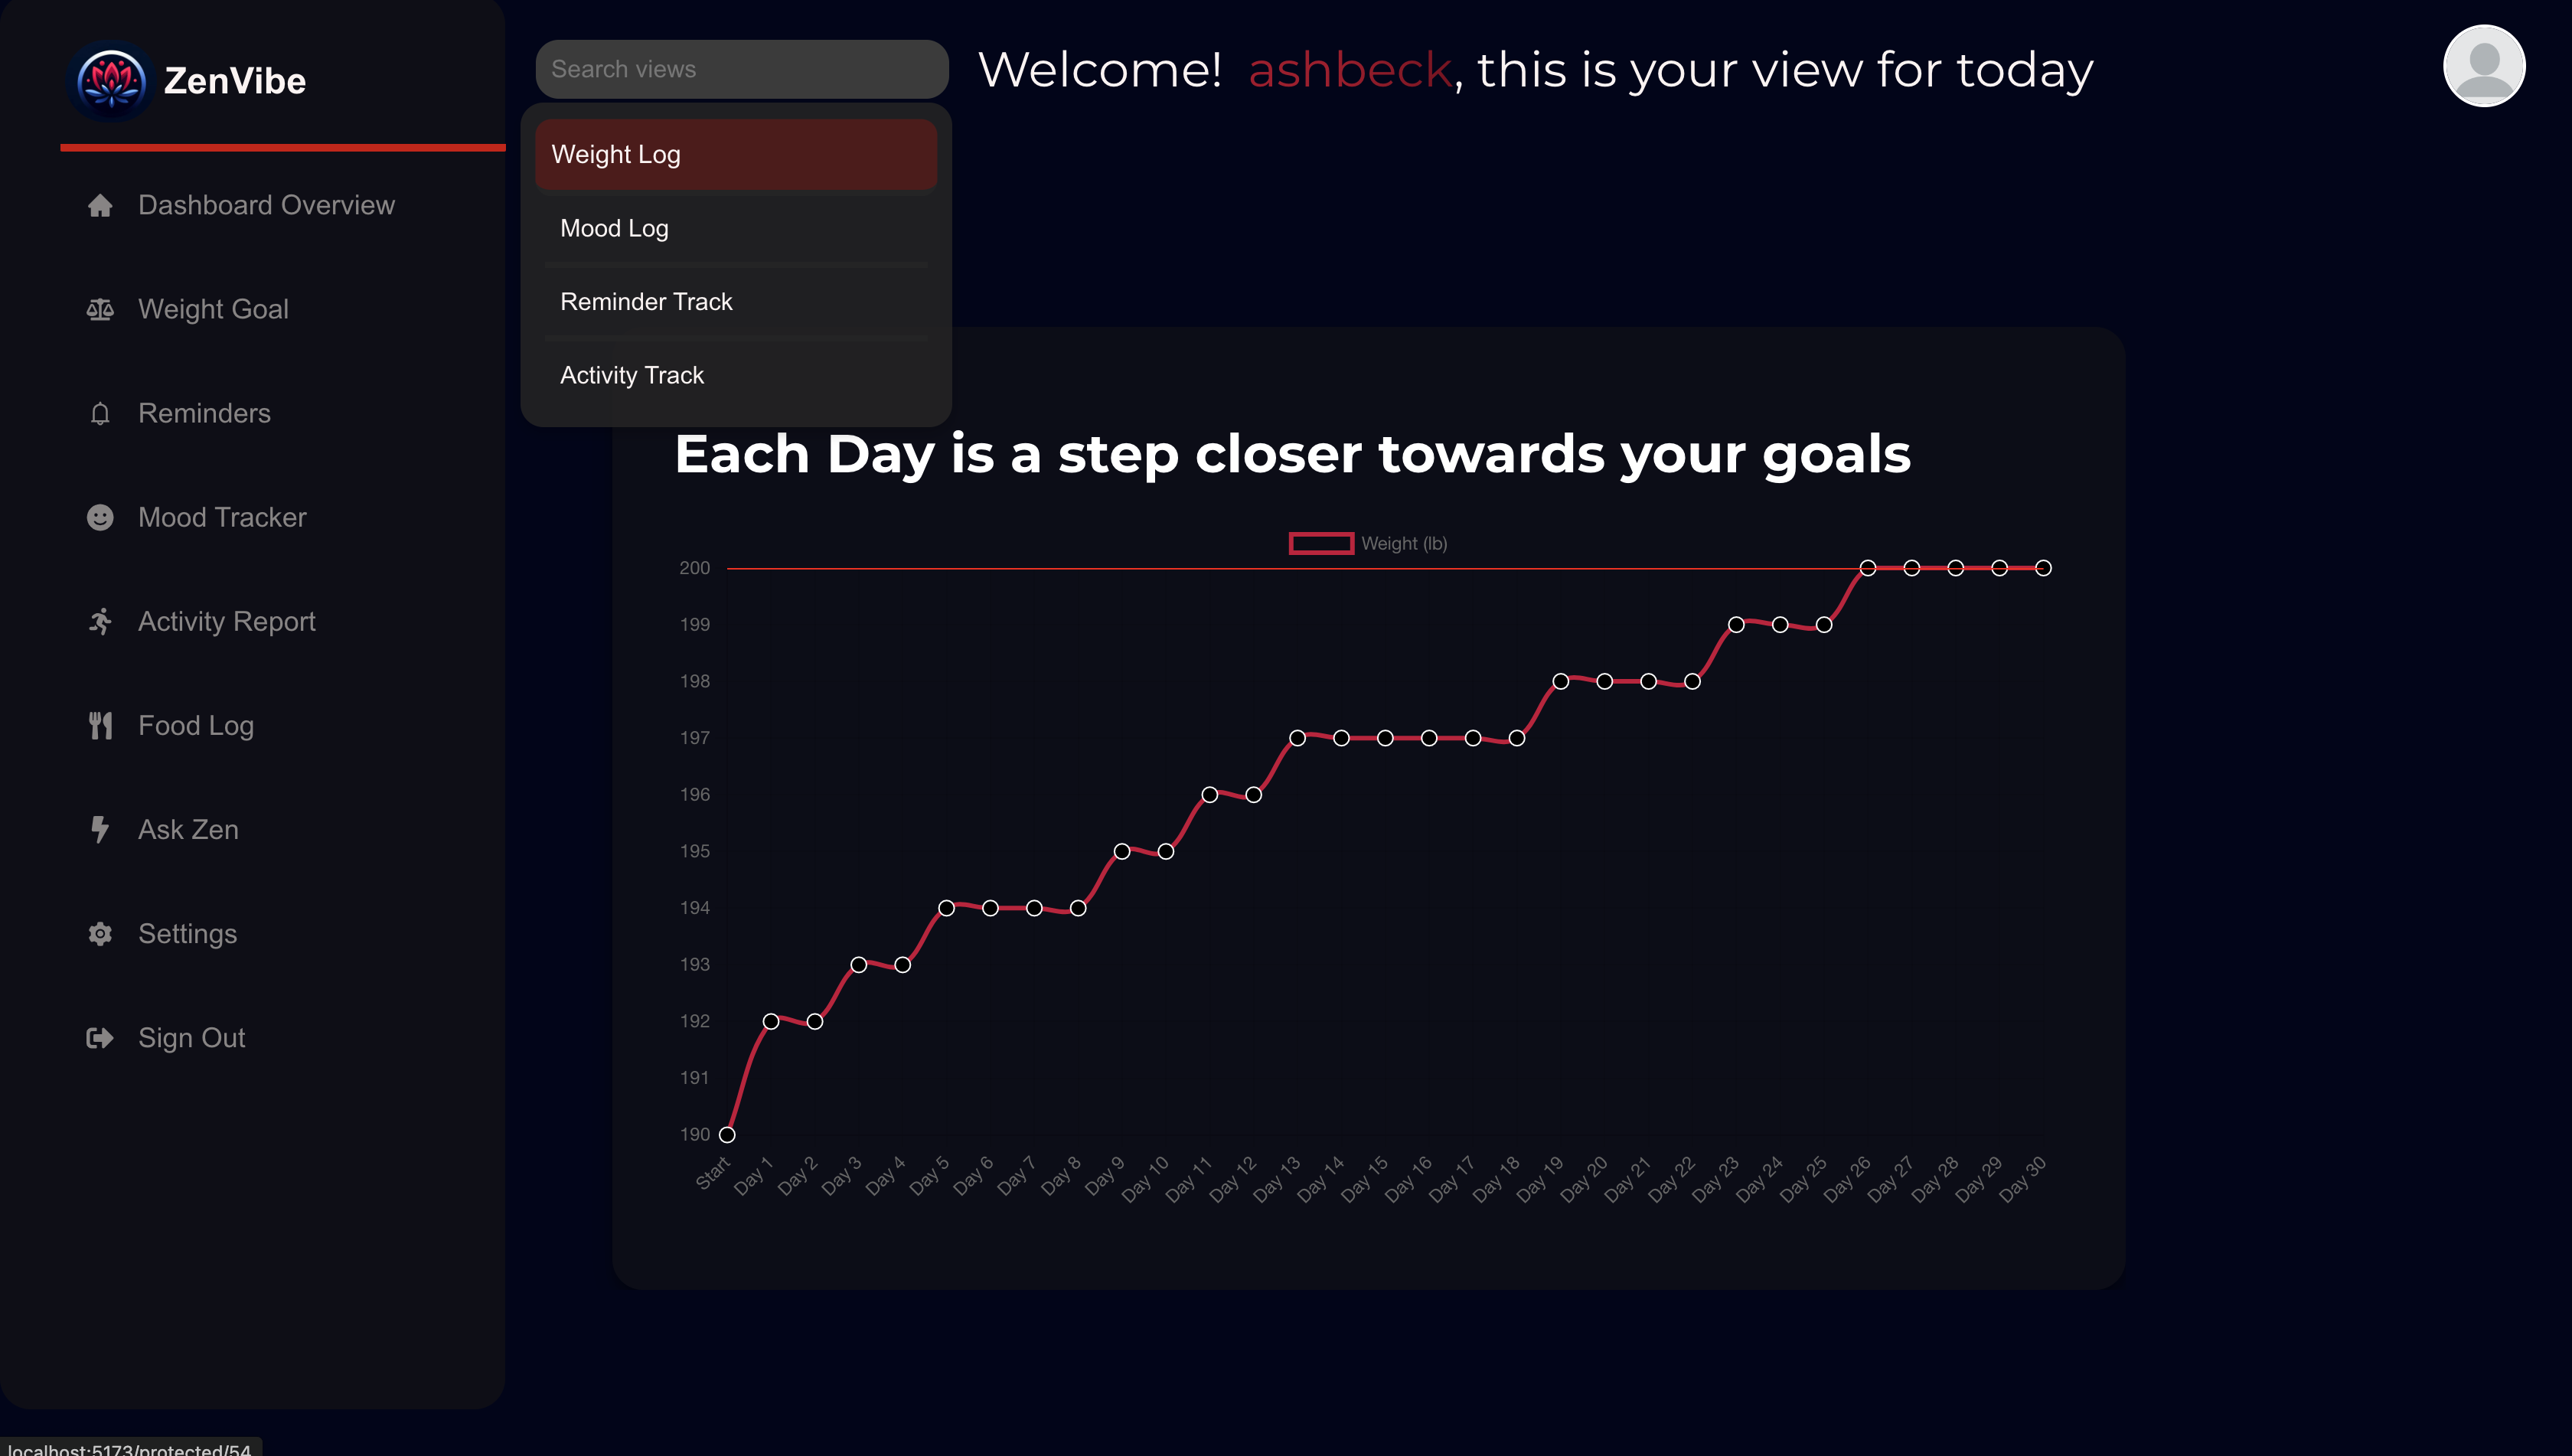 ZenVibe
Dashboard Overview
Weight Goal
Reminders
Mood Tracker
Activity Report
Food Log
Ask Zen
Settings
Sign Out
Search views
Welcome! ashbeck, this is your view for today
Weight Log
Mood Log
Reminder Track
Activity Track
Each Day is a step closer towards your goals
Weight (lb)
200
199
198
197
196
195
194
193
192
191
190
Start
Day 1
Day 2
Day 3
Day 4
Day 5
Day 6
Day 7
Day 8
Day 9
Day 10
Day 11
Day 12
Day 13
Day 14
Day 15
Day 16
Day 17
Day 18
Day 19
Day 20
Day 21
Day 22
Day 23
Day 24
Day 25
Day 26
Day 27
Day 28
Day 29
Day 30
localhost:5173/protected/54